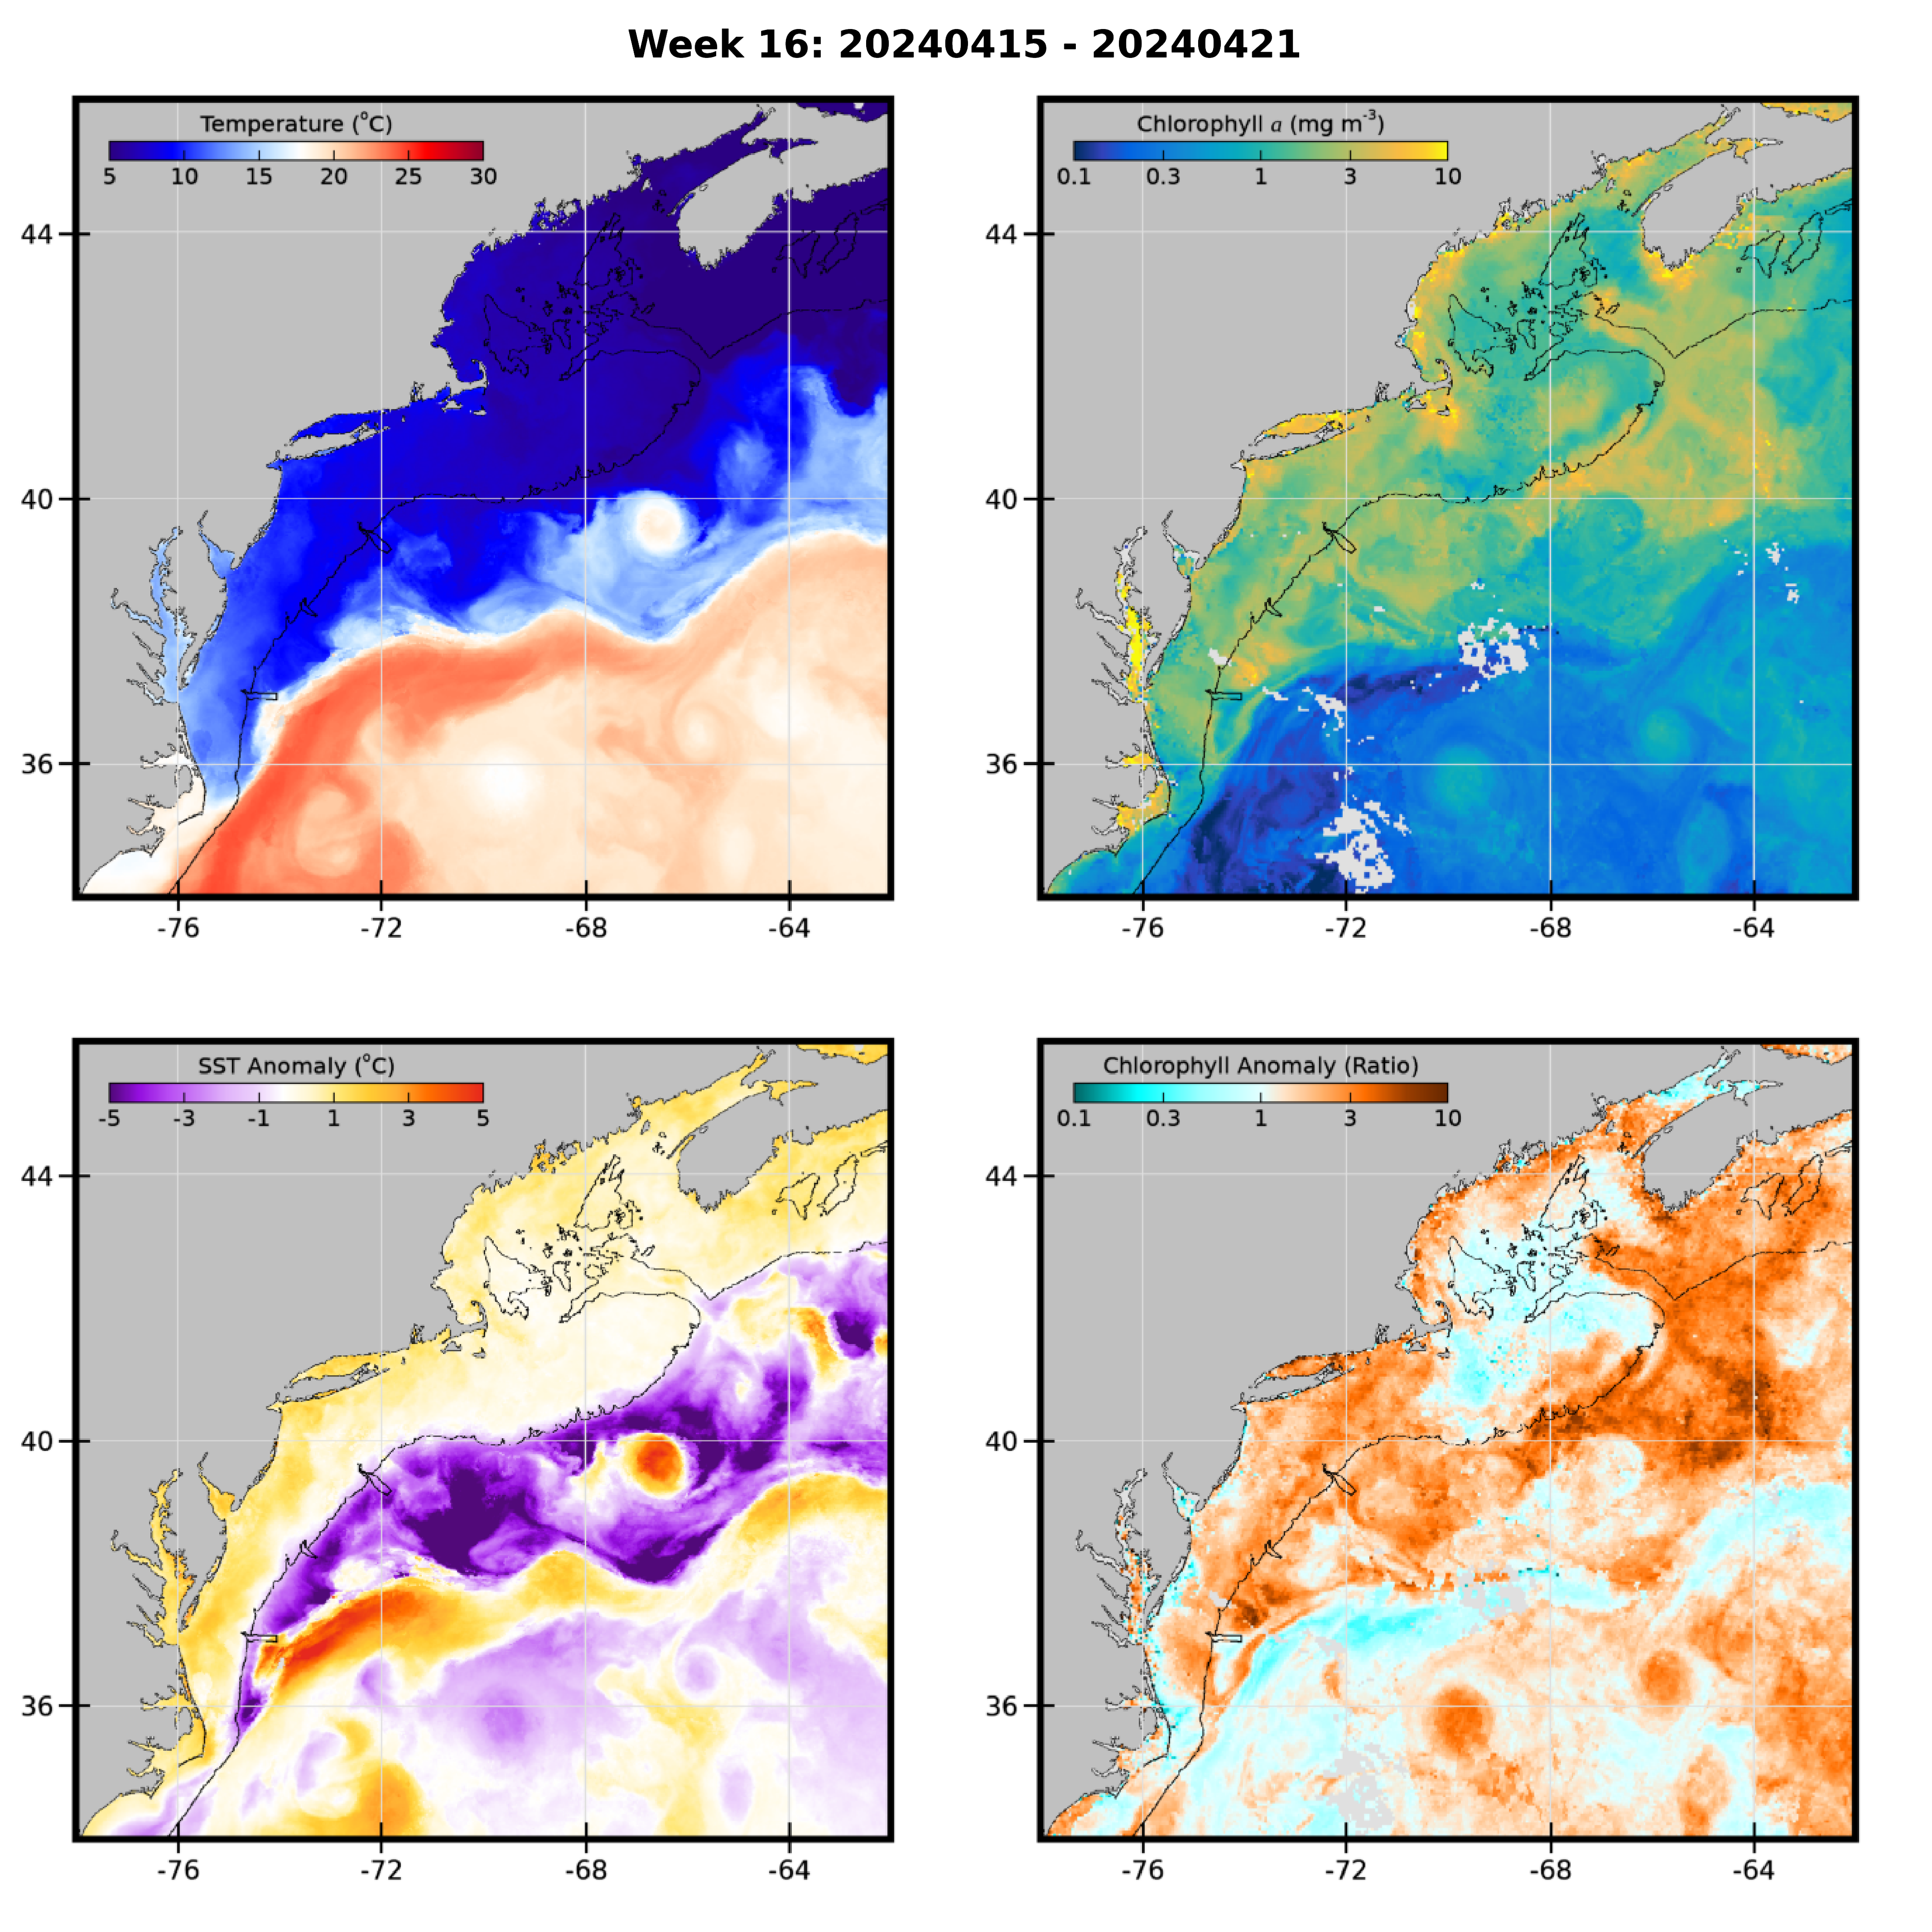 Week 16: 20240415 - 20240421
Temperature (°C)
5 10 15 20 25 30
44
40
36
-76 -72 -68 -64
Chlorophyll a (mg m⁻³)
0.1 0.3 1 3 10
44
40
36
-76 -72 -68 -64
SST Anomaly (°C)
-5 -3 -1 1 3 5
44
40
36
-76 -72 -68 -64
Chlorophyll Anomaly (Ratio)
0.1 0.3 1 3 10
44
40
36
-76 -72 -68 -64